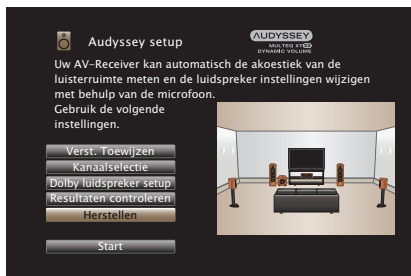 Audyssey setup
AUDYSSEY
MULTEQ XT32
DYNAMIC VOLUME
Uw AV-Receiver kan automatisch de akoestiek van de
luisterruimte meten en de luidspreker instellingen wijzigen
met behulp van de microfoon.
Gebruik de volgende
instellingen.
Verst. Toewijzen
Kanaalselectie
Dolby luidspreker setup
Resultaten controleren
Herstellen
Start